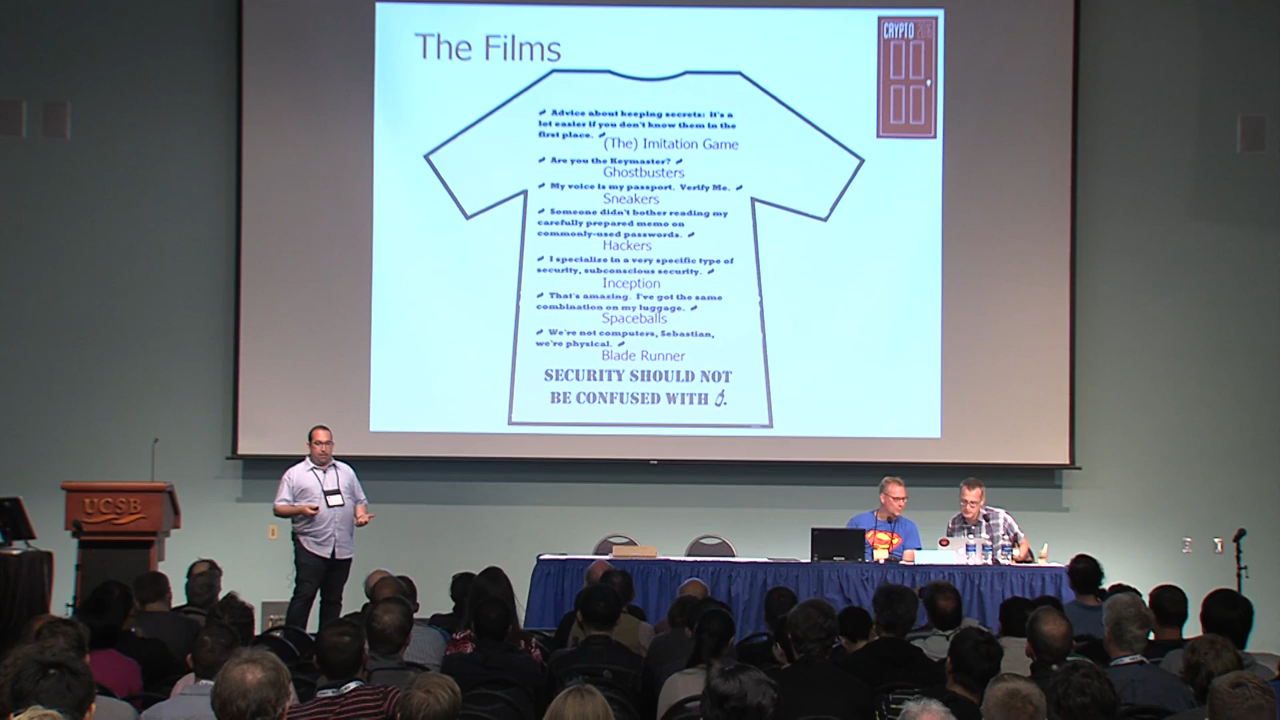 The Films
CRYPTO 2016
Advice about keeping secrets: it's a
lot easier if you don't know them in the
first place.
(The) Imitation Game
Are you the Keymaster?
Ghostbusters
My voice is my passport. Verify Me.
Sneakers
Someone didn't bother reading my
carefully prepared memo on
commonly-used passwords.
Hackers
I specialize in a very specific type of
security, subconscious security.
Inception
That's amazing. I've got the same
combination on my luggage.
Spaceballs
We're not computers, Sebastian,
we're physical.
Blade Runner
SECURITY SHOULD NOT
BE CONFUSED WITH
UCSB